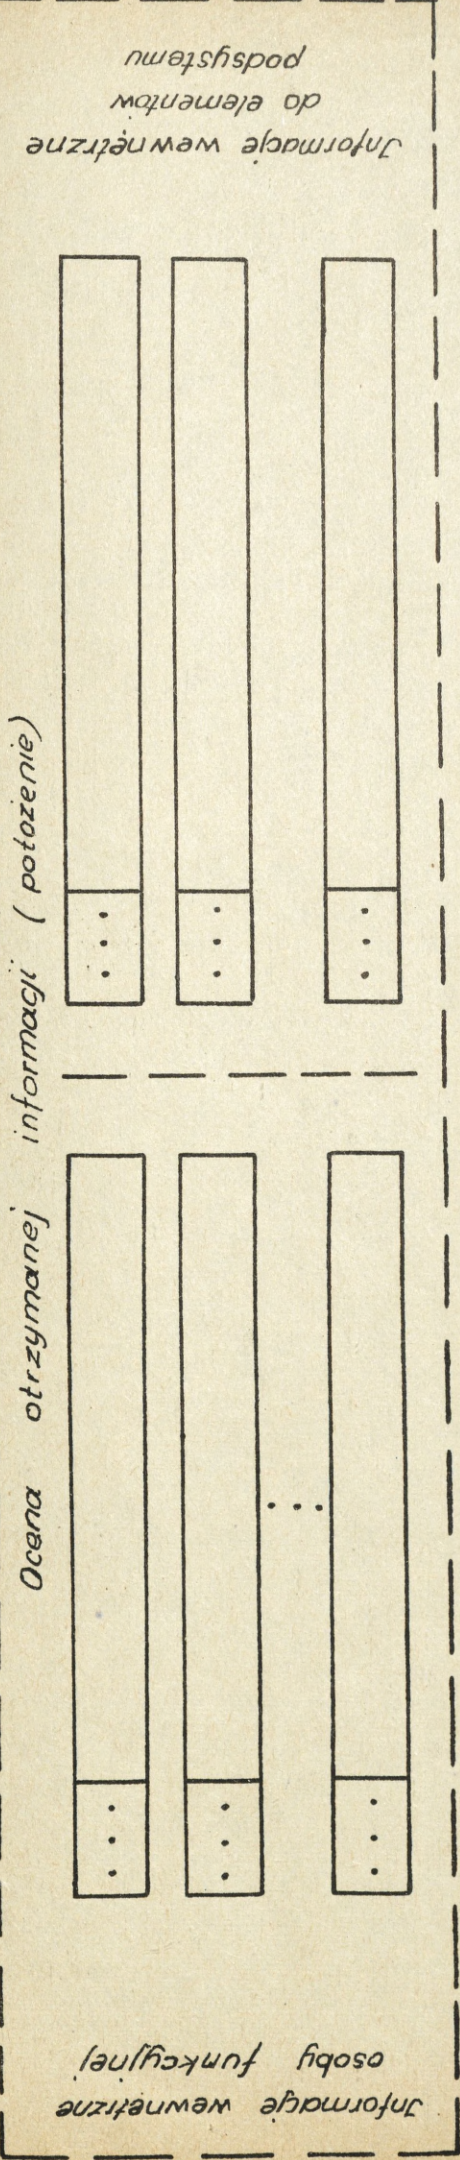 Informacje wewnętrzne
osoby funkcyjnej
Ocena otrzymanej informacji (położenie)
...
Informacje wewnętrzne
do elementów
podsystemu